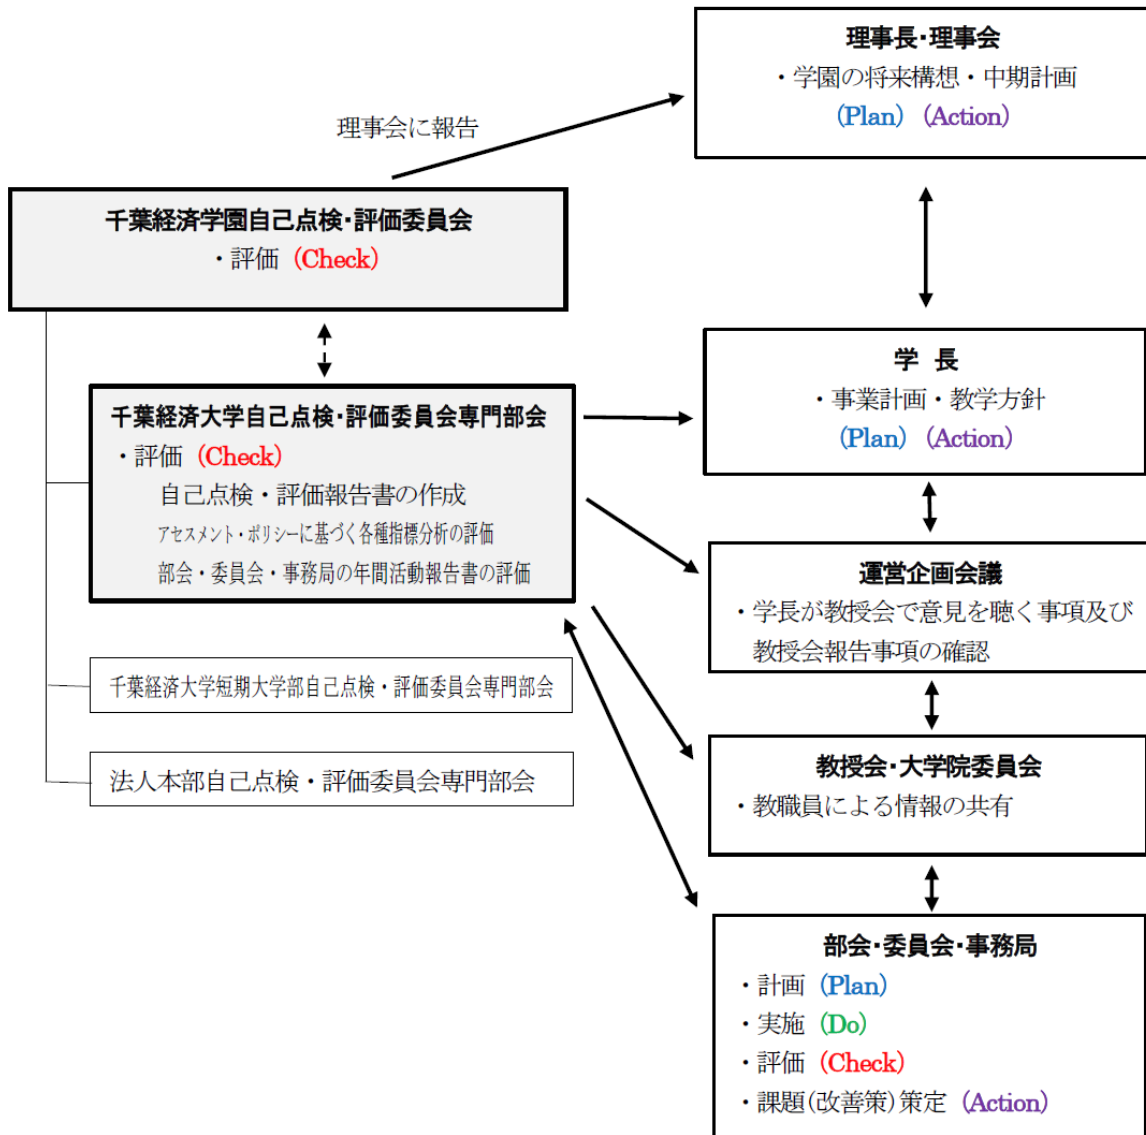 理事長・理事会
・学園の将来構想・中期計画
(Plan) (Action)
理事会に報告
千葉経済学園自己点検・評価委員会
・評価 (Check)
学 長
・事業計画・教学方針
(Plan) (Action)
千葉経済大学自己点検・評価委員会専門部会
・評価 (Check)
自己点検・評価報告書の作成
アセスメント・ポリシーに基づく各種指標分析の評価
部会・委員会・事務局の年間活動報告書の評価
運営企画会議
・学長が教授会で意見を聴く事項及び
教授会報告事項の確認
千葉経済大学短期大学部自己点検・評価委員会専門部会
法人本部自己点検・評価委員会専門部会
教授会・大学院委員会
・教職員による情報の共有
部会・委員会・事務局
・計画 (Plan)
・実施 (Do)
・評価 (Check)
・課題(改善策)策定 (Action)